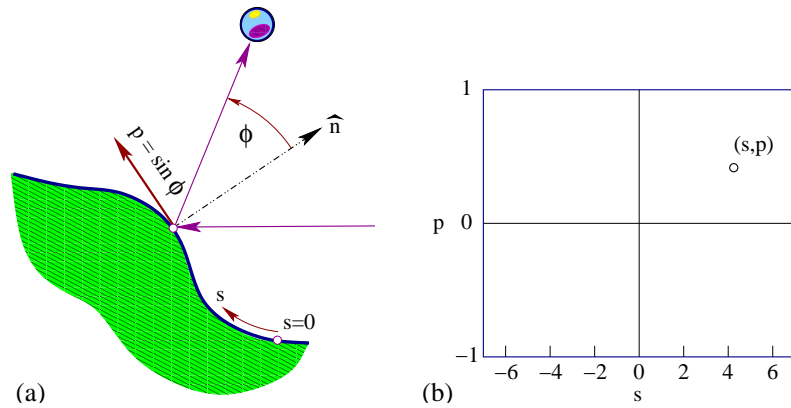 n̂
ϕ
p = sin ϕ
s
s=0
(a)
1
(s,p)
p
0
−1
−6 −4 −2 0 2 4 6
s
(b)